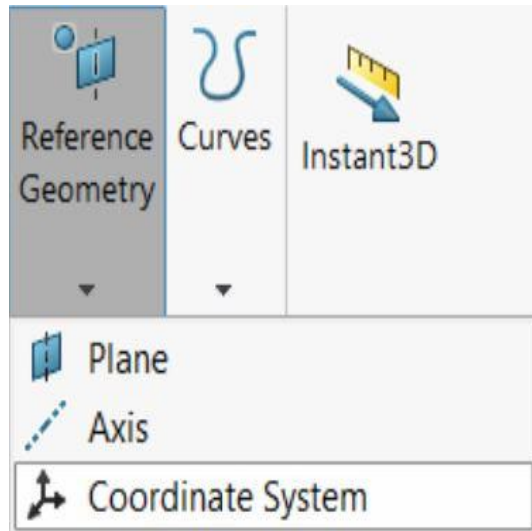 Reference
Geometry
Curves
Instant3D
Plane
Axis
Coordinate System